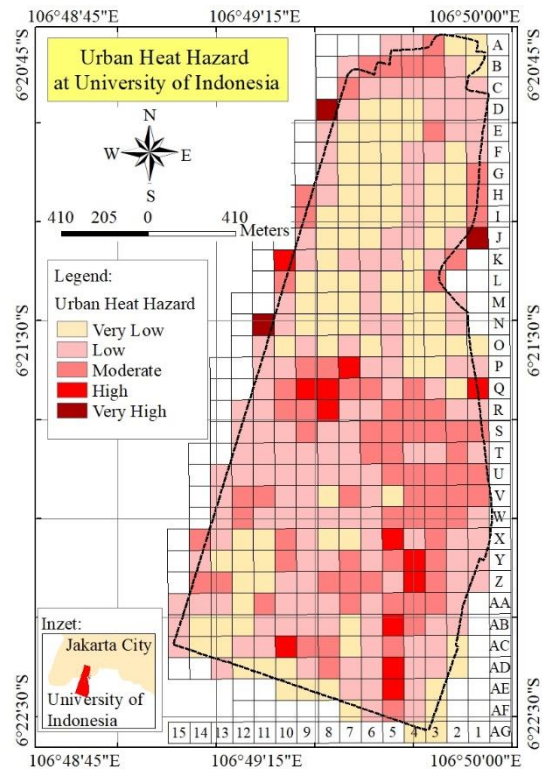 106°48'45"S
106°49'15"S
106°50'00"S
6°20'45"S
6°20'45"S
Urban Heat Hazard
at University of Indonesia
N
W
E
S
410
205
0
410
Meters
Legend:
Urban Heat Hazard
Very Low
Low
Moderate
High
Very High
6°21'30"S
6°21'30"S
A
B
C
D
E
F
G
H
I
J
K
L
M
N
O
P
Q
R
S
T
U
V
W
X
Y
Z
AA
AB
AC
AD
AE
AF
AG
Inzet:
Jakarta City
University of
Indonesia
6°22'30"S
6°22'30"S
15 14 13 12 11 10 9 8 7 6 5 4 3 2 1
106°48'45"S
106°49'15"S
106°50'00"S